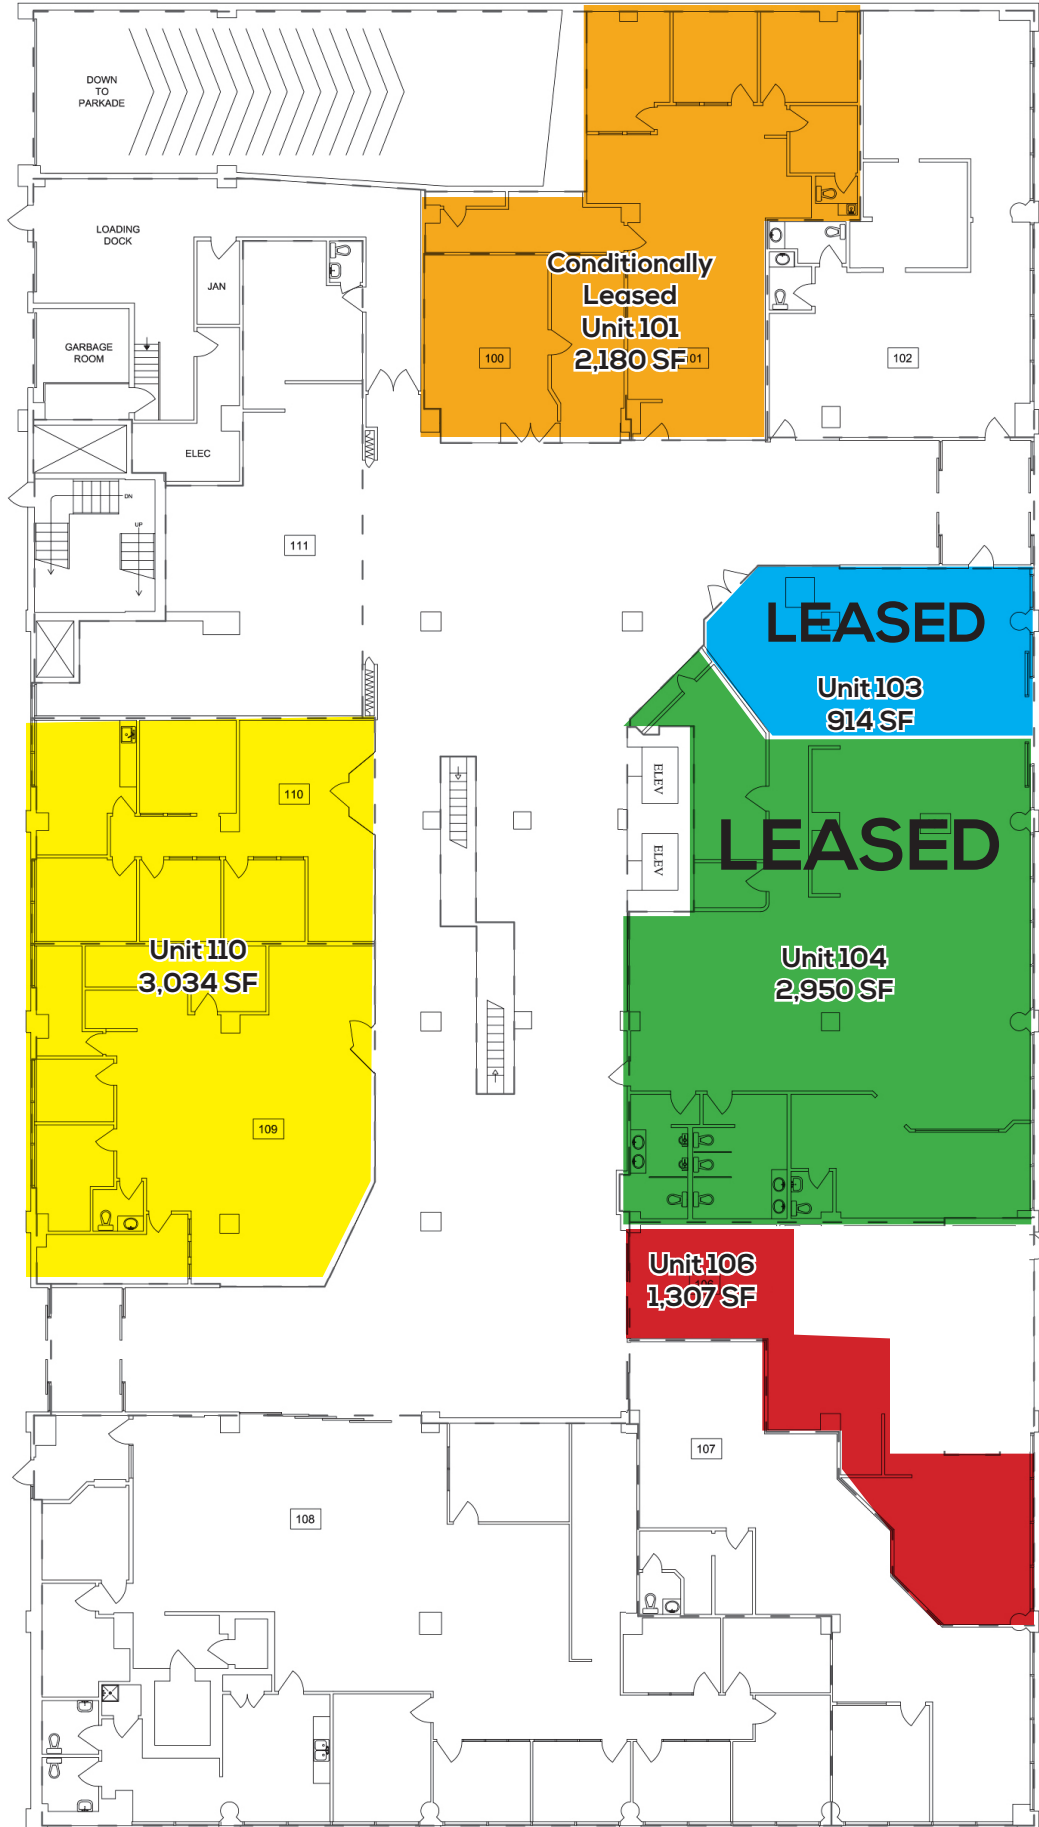 DOWN
TO
PARKADE
LOADING
DOCK
JAN
GARBAGE
ROOM
ELEC
DN
UP
Conditionally
Leased
Unit 101
2,180 SF
100
101
102
111
LEASED
Unit 103
914 SF
ELEV
ELEV
LEASED
Unit 104
2,950 SF
110
Unit 110
3,034 SF
109
Unit 106
106
1,307 SF
107
108